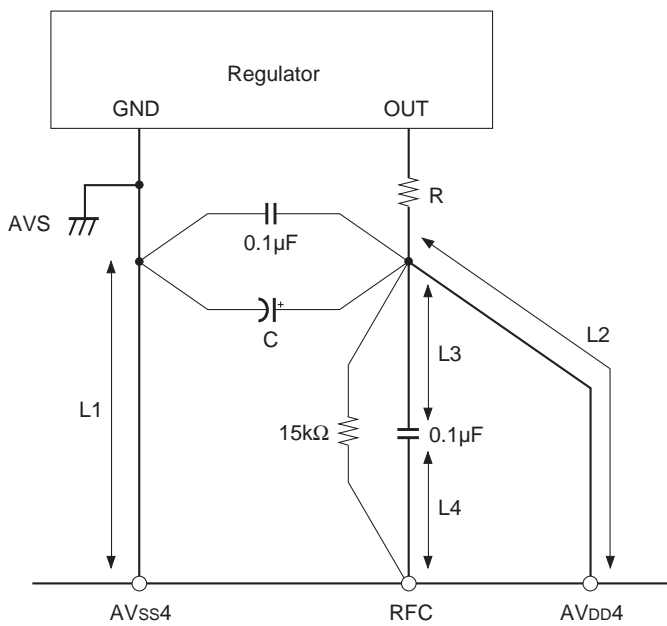 Regulator
GND
OUT
R
AVS
0.1µF
C
+
L1
L2
L3
15kΩ
0.1µF
L4
AVSS4
RFC
AVDD4